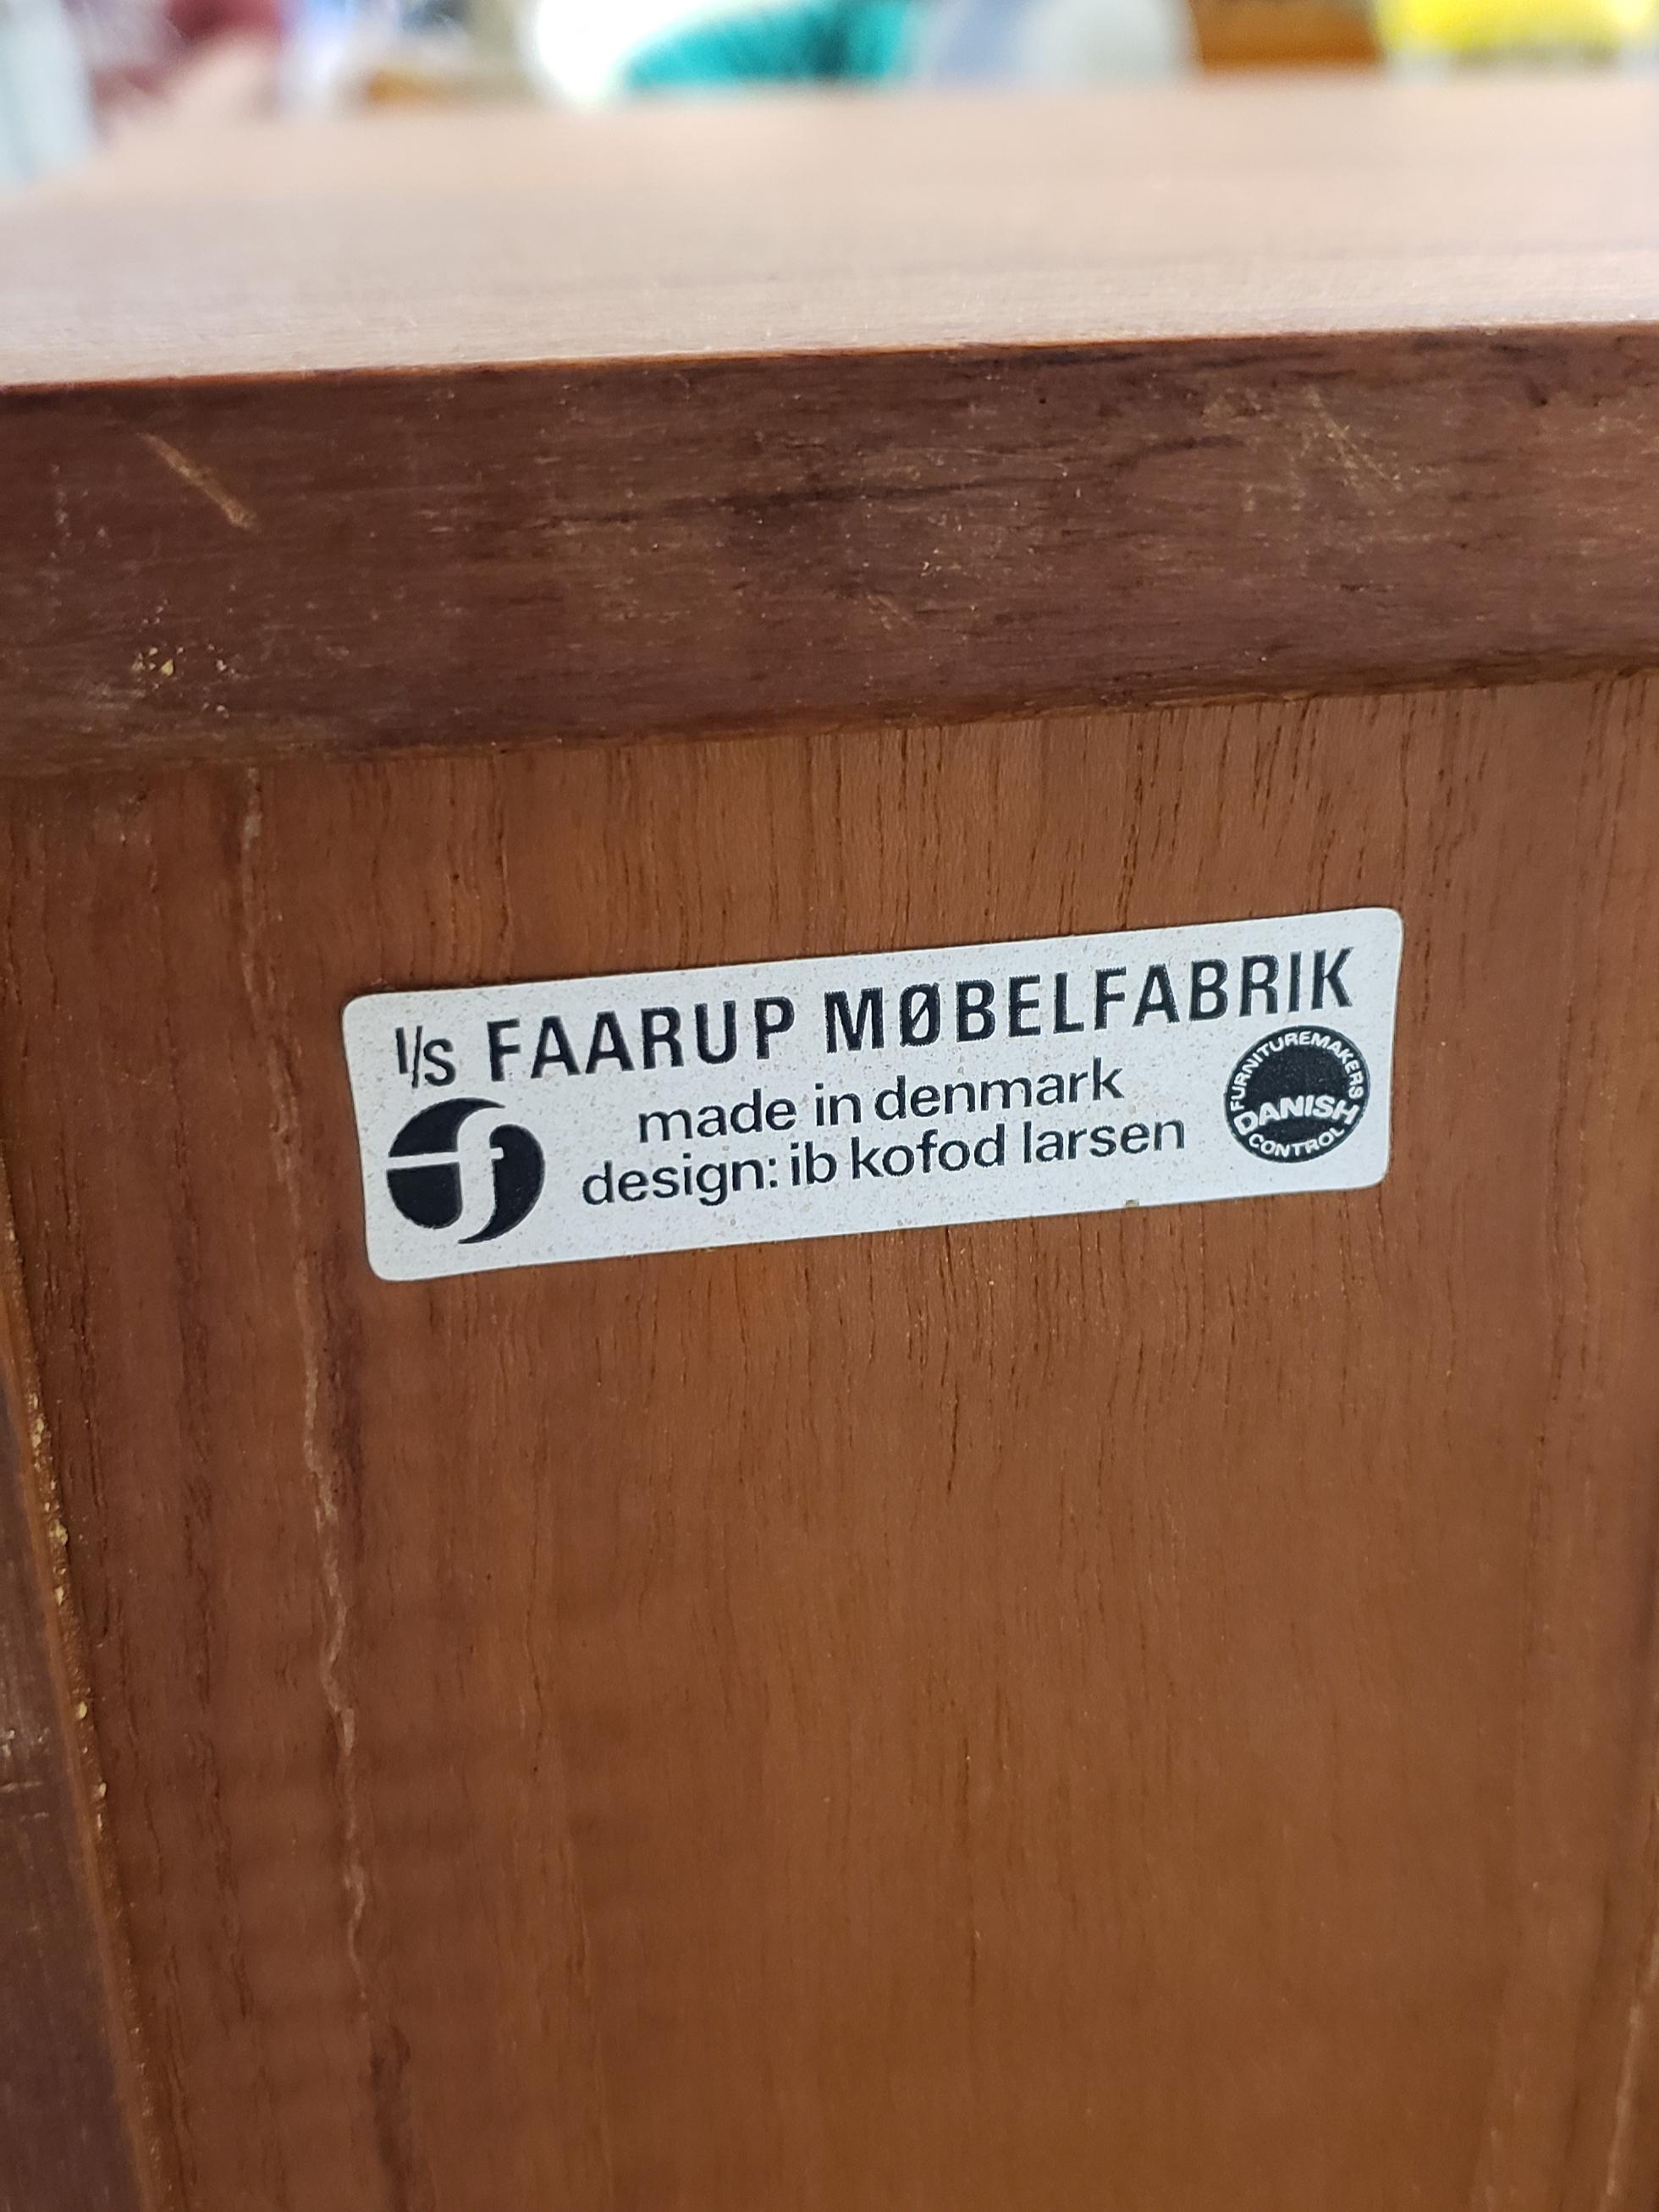 I/S FAARUP MØBELFABRIK
made in denmark
design: ib kofod larsen
f
FURNITUREMAKERS
DANISH
CONTROL